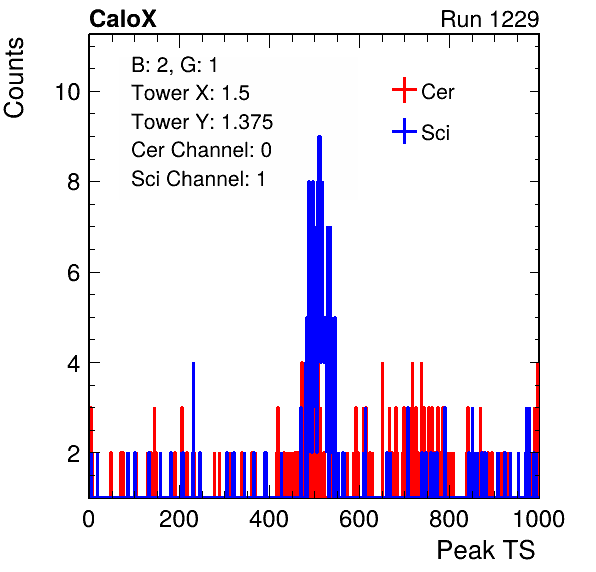 CaloX
Run 1229
Counts
B: 2, G: 1
Tower X: 1.5
Tower Y: 1.375
Cer Channel: 0
Sci Channel: 1
Cer
Sci
10
8
6
4
2
0 200 400 600 800 1000
Peak TS